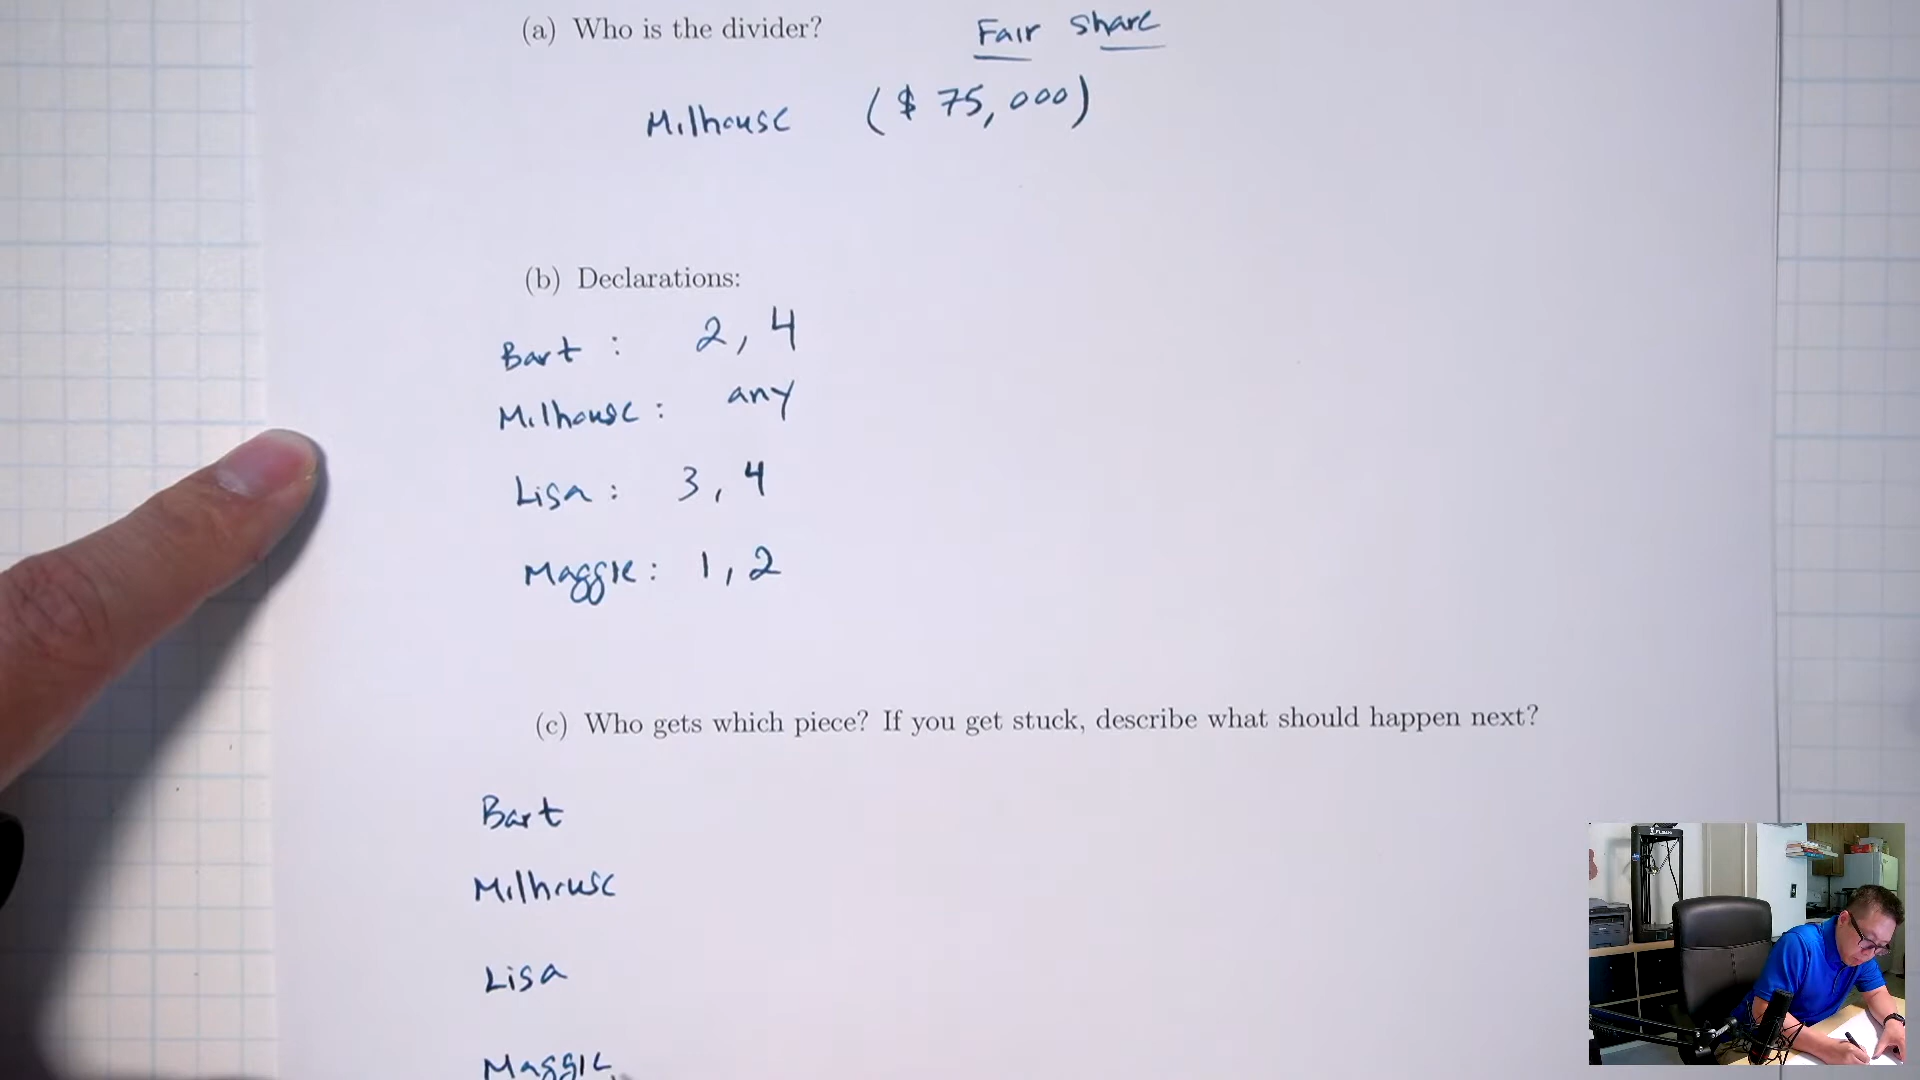 (a) Who is the divider?
Fair Share
Milhouse ($ 75,000)
(b) Declarations:
Bart : 2, 4
Milhouse : any
Lisa : 3, 4
Maggie : 1, 2
(c) Who gets which piece? If you get stuck, describe what should happen next?
Bart
Milhouse
Lisa
Maggie